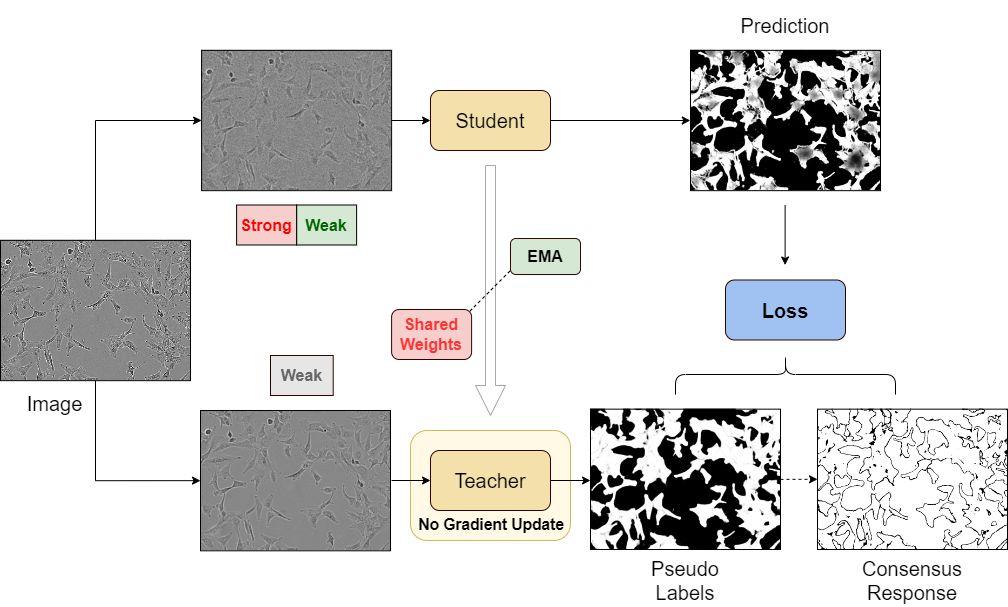 Prediction
Student
Strong Weak
EMA
Shared
Weights
Loss
Weak
Image
Teacher
No Gradient Update
Pseudo
Labels
Consensus
Response